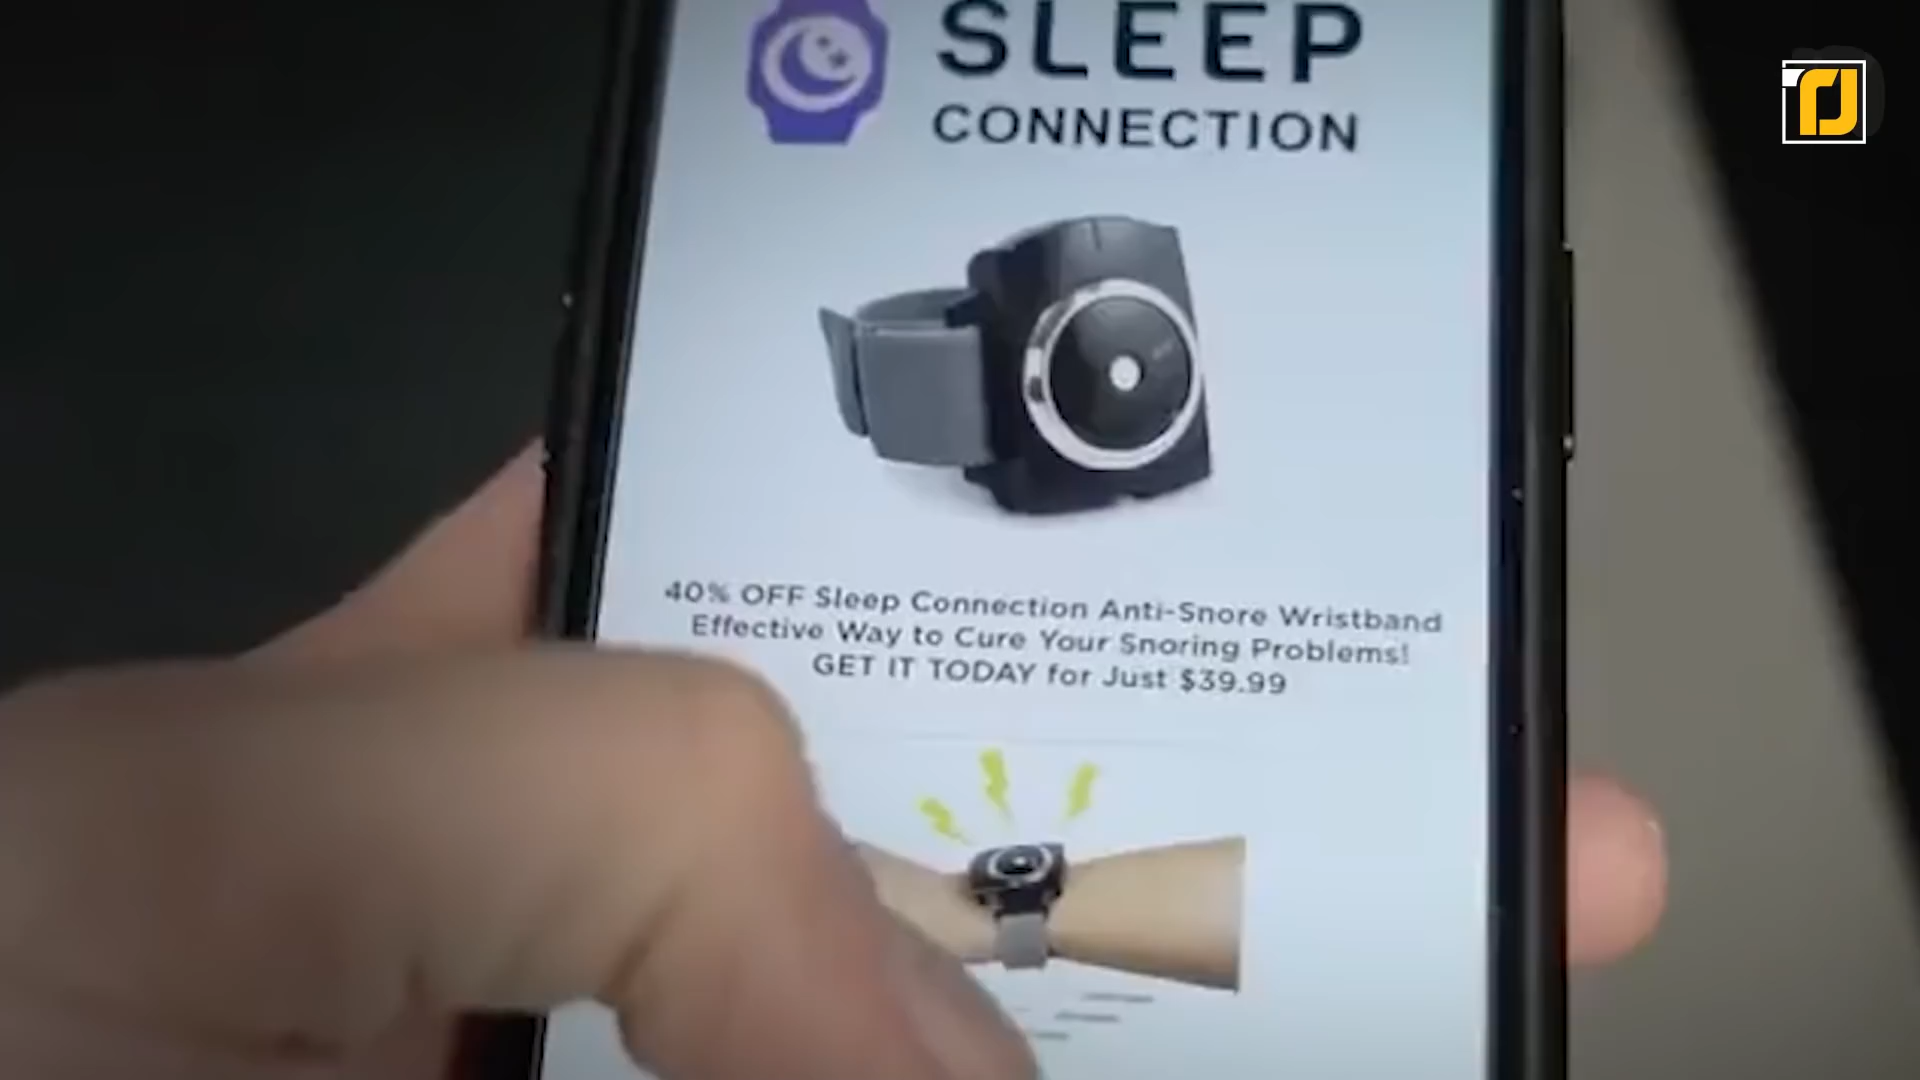 SLEEP
CONNECTION
40% OFF Sleep Connection Anti-Snore Wristband
Effective Way to Cure Your Snoring Problems!
GET IT TODAY for Just $39.99